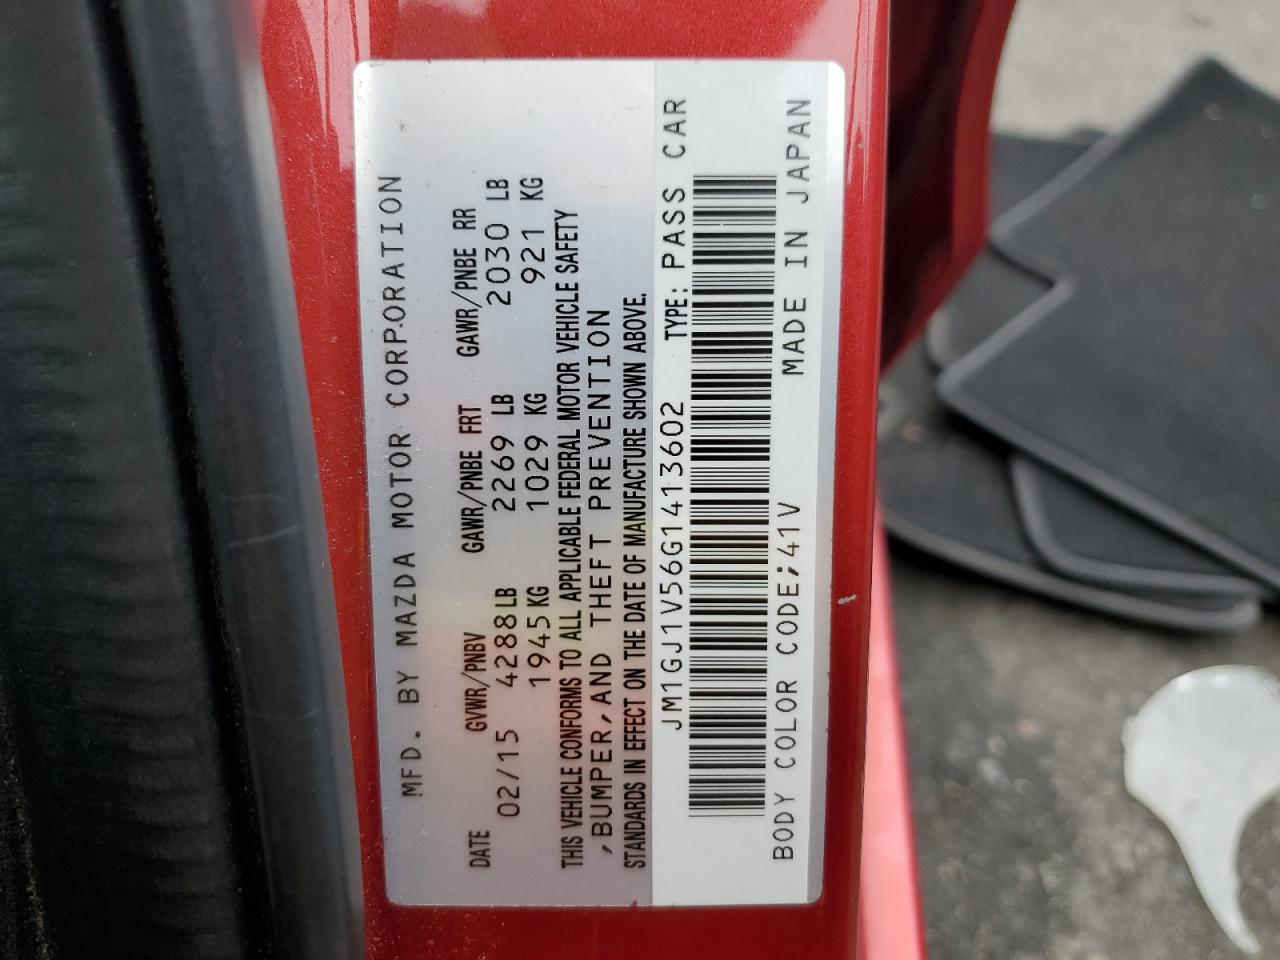 MFD. BY MAZDA MOTOR CORPORATION
DATE GVWR/PNBV GAWR/PNBE FRT GAWR/PNBE RR
02/15 4288LB 2269 LB 2030 LB
1945KG 1029 KG 921 KG
THIS VEHICLE CONFORMS TO ALL APPLICABLE FEDERAL MOTOR VEHICLE SAFETY
,BUMPER,AND THEFT PREVENTION
STANDARDS IN EFFECT ON THE DATE OF MANUFACTURE SHOWN ABOVE.
JM1GJ1V56G1413602 TYPE: PASS CAR
BODY COLOR CODE;41V MADE IN JAPAN